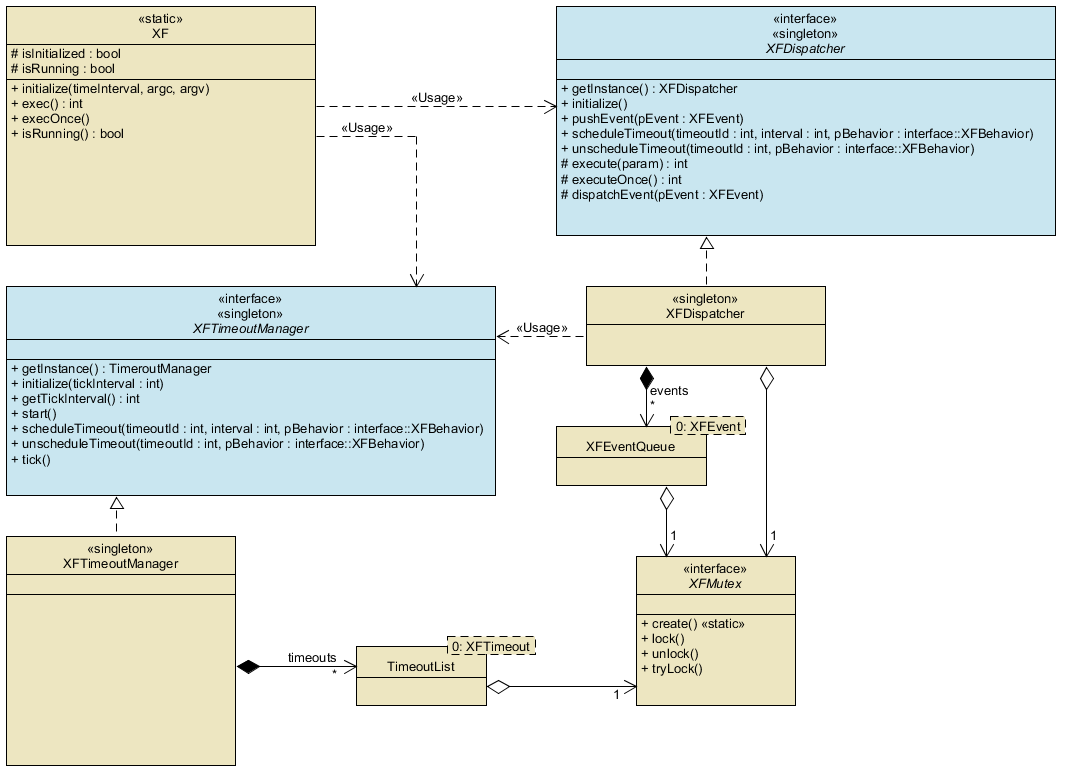 «static»
XF
# isInitialized : bool
# isRunning : bool
+ initialize(timeInterval, argc, argv)
+ exec() : int
+ execOnce()
+ isRunning() : bool
«Usage»
«Usage»
«interface»
«singleton»
XFDispatcher
+ getInstance() : XFDispatcher
+ initialize()
+ pushEvent(pEvent : XFEvent)
+ scheduleTimeout(timeoutId : int, interval : int, pBehavior : interface::XFBehavior)
+ unscheduleTimeout(timeoutId : int, pBehavior : interface::XFBehavior)
# execute(param) : int
# executeOnce() : int
# dispatchEvent(pEvent : XFEvent)
«interface»
«singleton»
XFTimeoutManager
+ getInstance() : TimeroutManager
+ initialize(tickInterval : int)
+ getTickInterval() : int
+ start()
+ scheduleTimeout(timeoutId : int, interval : int, pBehavior : interface::XFBehavior)
+ unscheduleTimeout(timeoutId : int, pBehavior : interface::XFBehavior)
+ tick()
«Usage»
«singleton»
XFDispatcher
events
*
0: XFEvent
XFEventQueue
1
1
«singleton»
XFTimeoutManager
timeouts
*
0: XFTimeout
TimeoutList
1
«interface»
XFMutex
+ create() «static»
+ lock()
+ unlock()
+ tryLock()